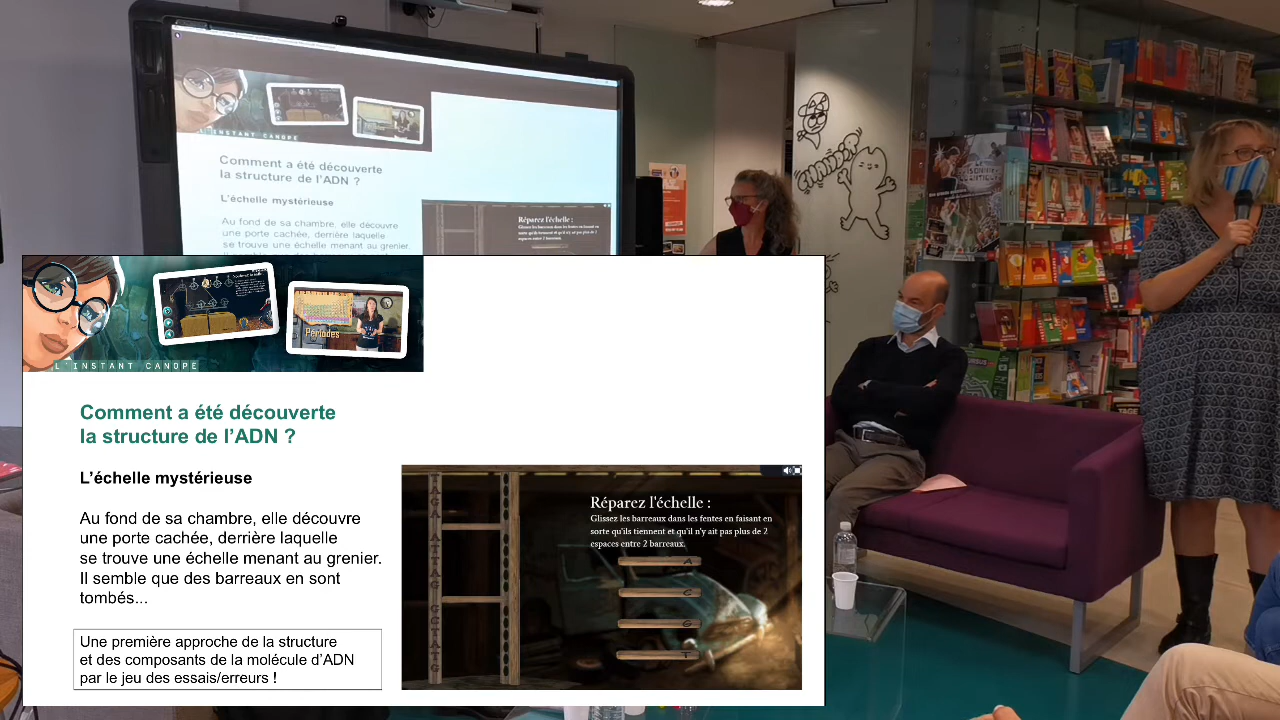 Comment a été découverte
la structure de l'ADN ?
L'échelle mystérieuse
Au fond de sa chambre, elle découvre
une porte cachée, derrière laquelle
se trouve une échelle menant au grenier.
Réparez l'échelle :
L'INSTANT CANOPÉ
Périodes
Comment a été découverte
la structure de l'ADN ?
L'échelle mystérieuse
Au fond de sa chambre, elle découvre
une porte cachée, derrière laquelle
se trouve une échelle menant au grenier.
Il semble que des barreaux en sont
tombés...
Une première approche de la structure
et des composants de la molécule d'ADN
par le jeu des essais/erreurs !
Réparez l'échelle :
Glissez les barreaux dans les fentes en faisant en
sorte qu'ils tiennent et qu'il n'y ait pas plus de 2
espaces entre 2 barreaux.
A
C
G
T